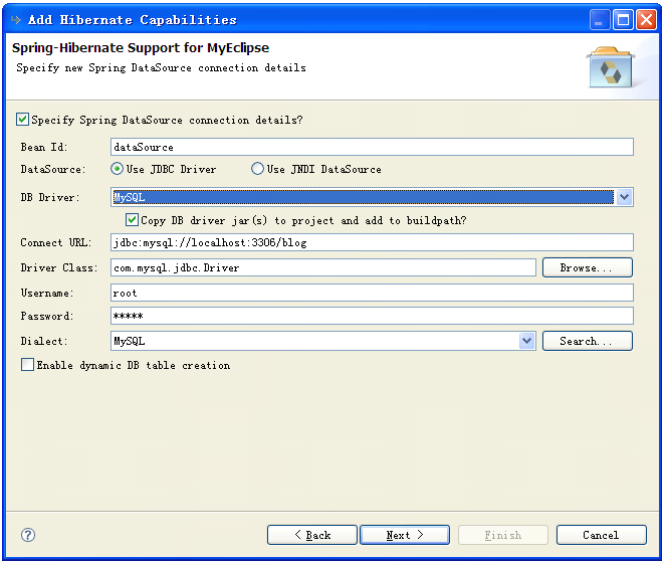 Add Hibernate Capabilities
Spring-Hibernate Support for MyEclipse
Specify new Spring DataSource connection details
Specify Spring DataSource connection details?
Bean Id: dataSource
DataSource: Use JDBC Driver Use JNDI DataSource
DB Driver: MySQL
Copy DB driver jar(s) to project and add to buildpath?
Connect URL: jdbc:mysql://localhost:3306/blog
Driver Class: com.mysql.jdbc.Driver Browse...
Username: root
Password: *****
Dialect: MySQL Search...
Enable dynamic DB table creation
? < Back Next > Finish Cancel